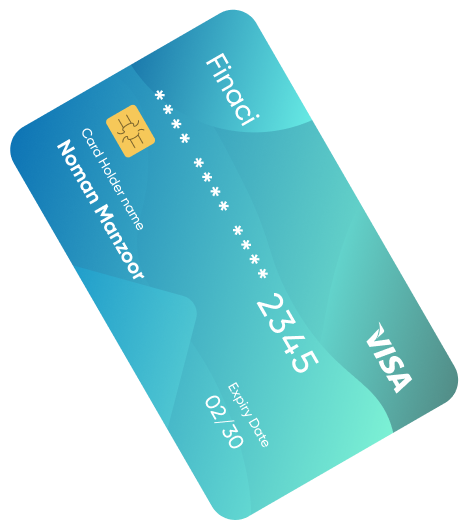 Finaci
**** **** **** 2345
Card Holder name
Noman Manzoor
Expiry Date
02/30
VISA